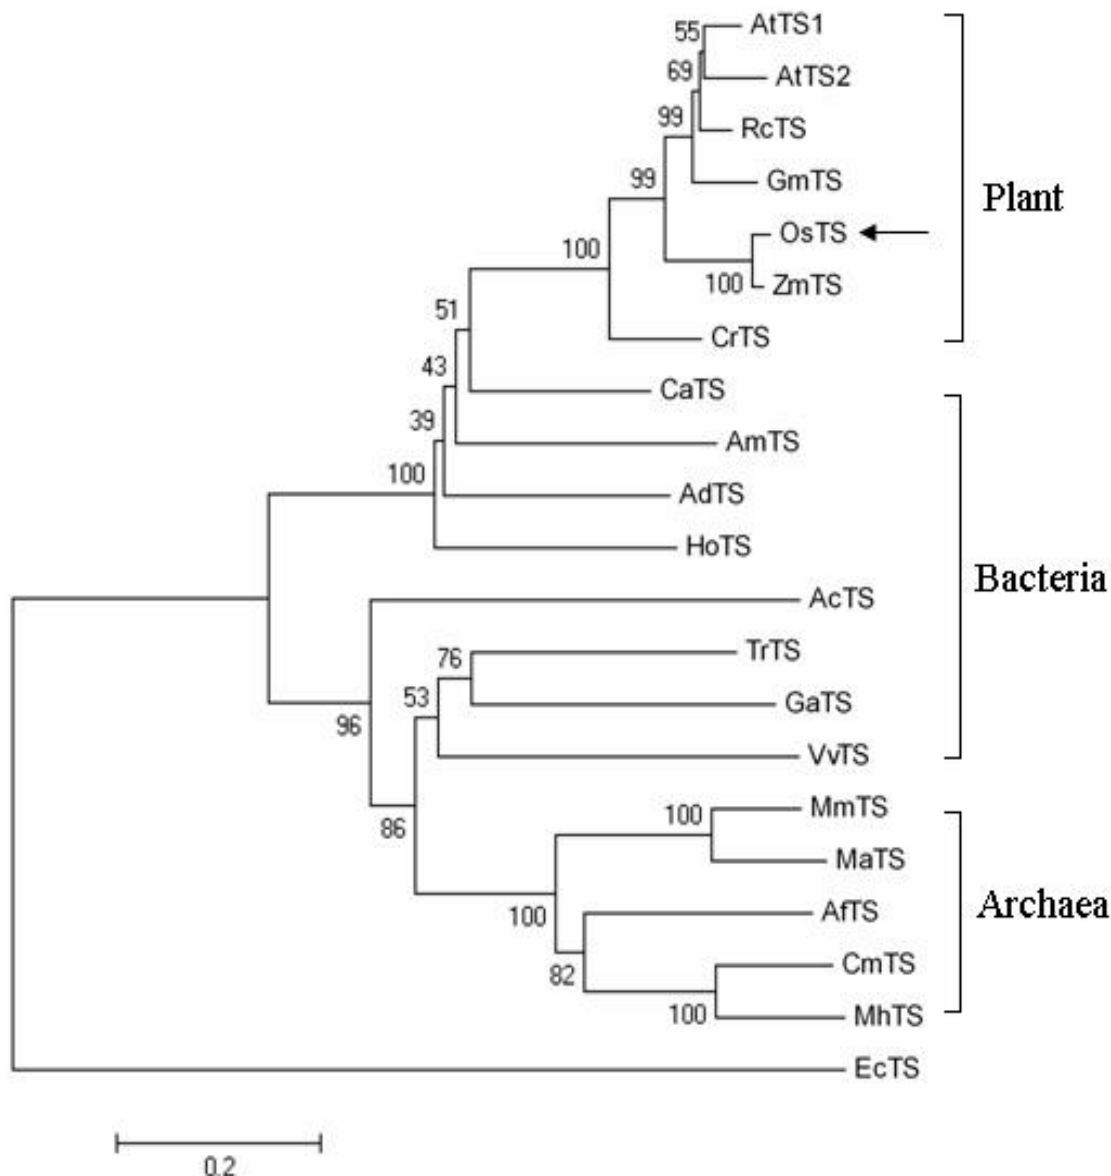 55
AtTS1
69
AtTS2
99
RcTS
99
GmTS
Plant
100
OsTS
100
ZmTS
51
CrTS
43
CaTS
39
AmTS
100
AdTS
HoTS
Bacteria
AcTS
76
TrTS
53
GaTS
96
VvTS
86
100
MmTS
MaTS
Archaea
100
AfTS
82
CmTS
100
MhTS
EcTS
0.2